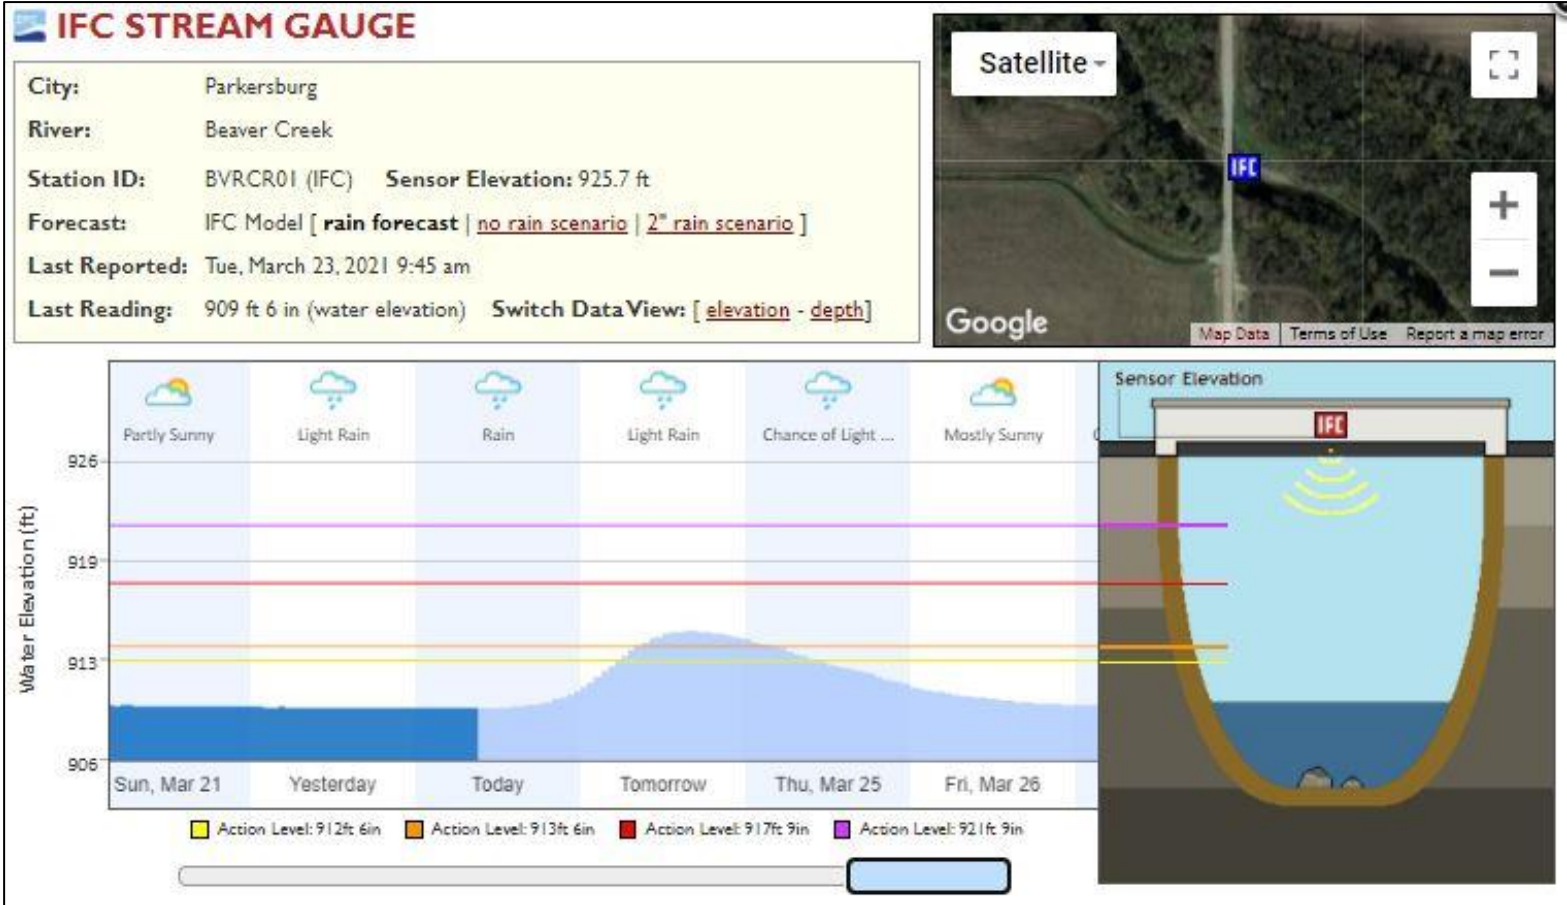 IFC STREAM GAUGE
City: Parkersburg
River: Beaver Creek
Station ID: BVRCR01 (IFC) Sensor Elevation: 925.7 ft
Forecast: IFC Model [ rain forecast | no rain scenario | 2" rain scenario ]
Last Reported: Tue, March 23, 2021 9:45 am
Last Reading: 909 ft 6 in (water elevation) Switch Data View: [ elevation - depth]
Satellite
IFC
+
−
Google
Map Data Terms of Use Report a map error
Partly Sunny Light Rain Rain Light Rain Chance of Light ... Mostly Sunny
Water Elevation (ft)
926
919
913
906
Sun, Mar 21 Yesterday Today Tomorrow Thu, Mar 25 Fri, Mar 26
Action Level: 912ft 6in Action Level: 913ft 6in Action Level: 917ft 9in Action Level: 921ft 9in
Sensor Elevation
IFC